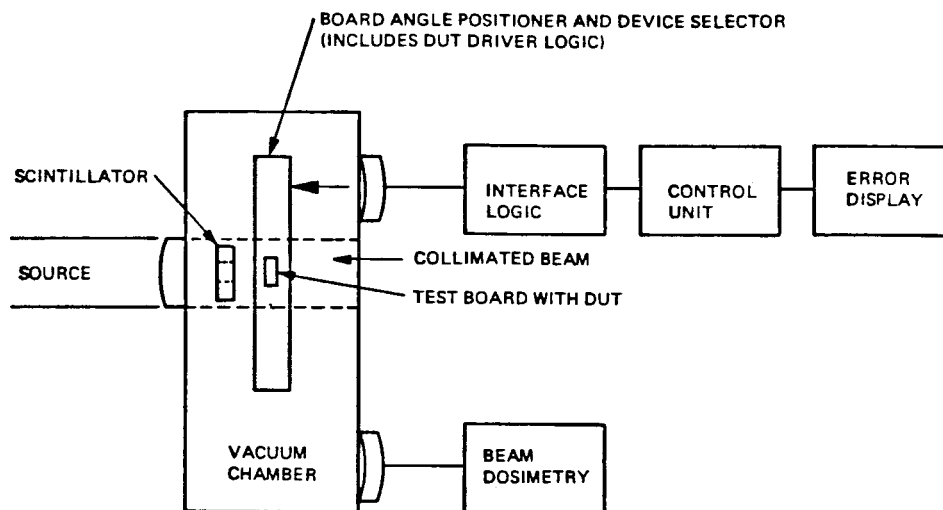 BOARD ANGLE POSITIONER AND DEVICE SELECTOR
(INCLUDES DUT DRIVER LOGIC)
SCINTILLATOR
INTERFACE
LOGIC
CONTROL
UNIT
ERROR
DISPLAY
SOURCE
COLLIMATED BEAM
TEST BOARD WITH DUT
VACUUM
CHAMBER
BEAM
DOSIMETRY